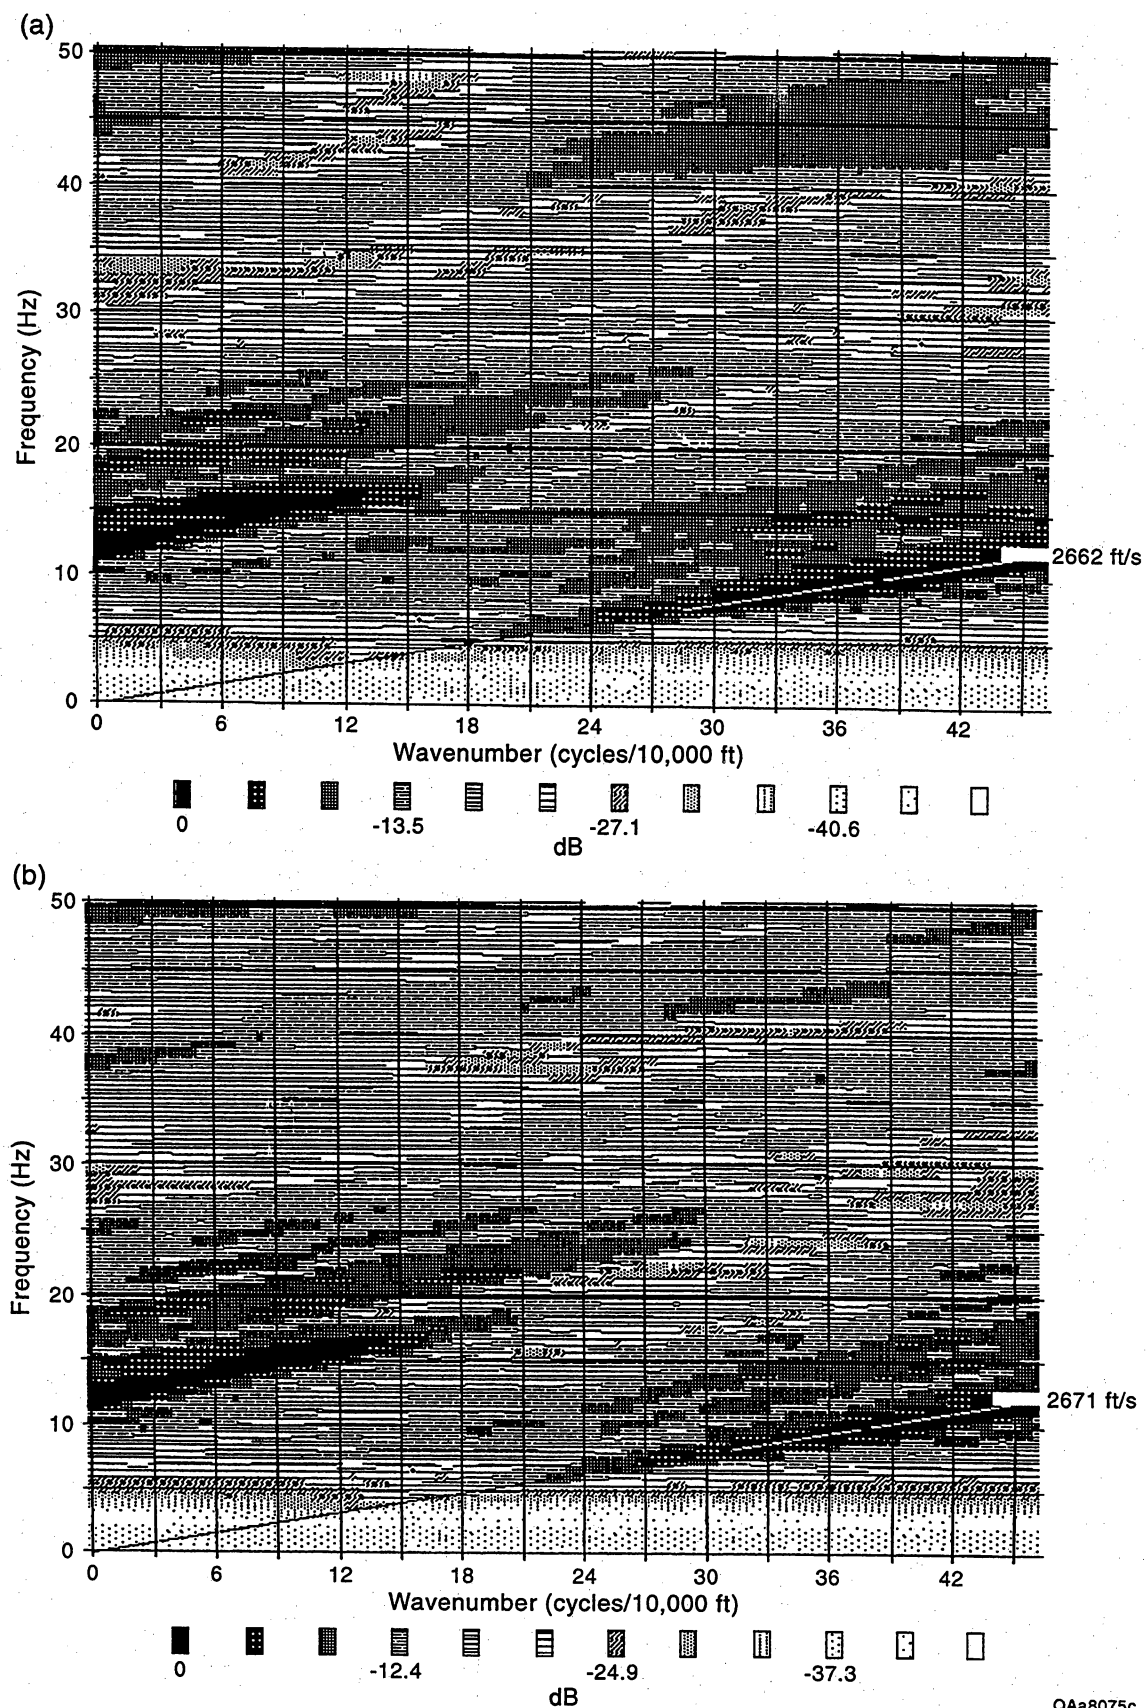 (a)
50
40
30
20
10
0
Frequency (Hz)
2662 ft/s
0 6 12 18 24 30 36 42
Wavenumber (cycles/10,000 ft)
0 -13.5 -27.1 -40.6
dB
(b)
50
40
30
20
10
0
Frequency (Hz)
2671 ft/s
0 6 12 18 24 30 36 42
Wavenumber (cycles/10,000 ft)
0 -12.4 -24.9 -37.3
dB
QAa8075c